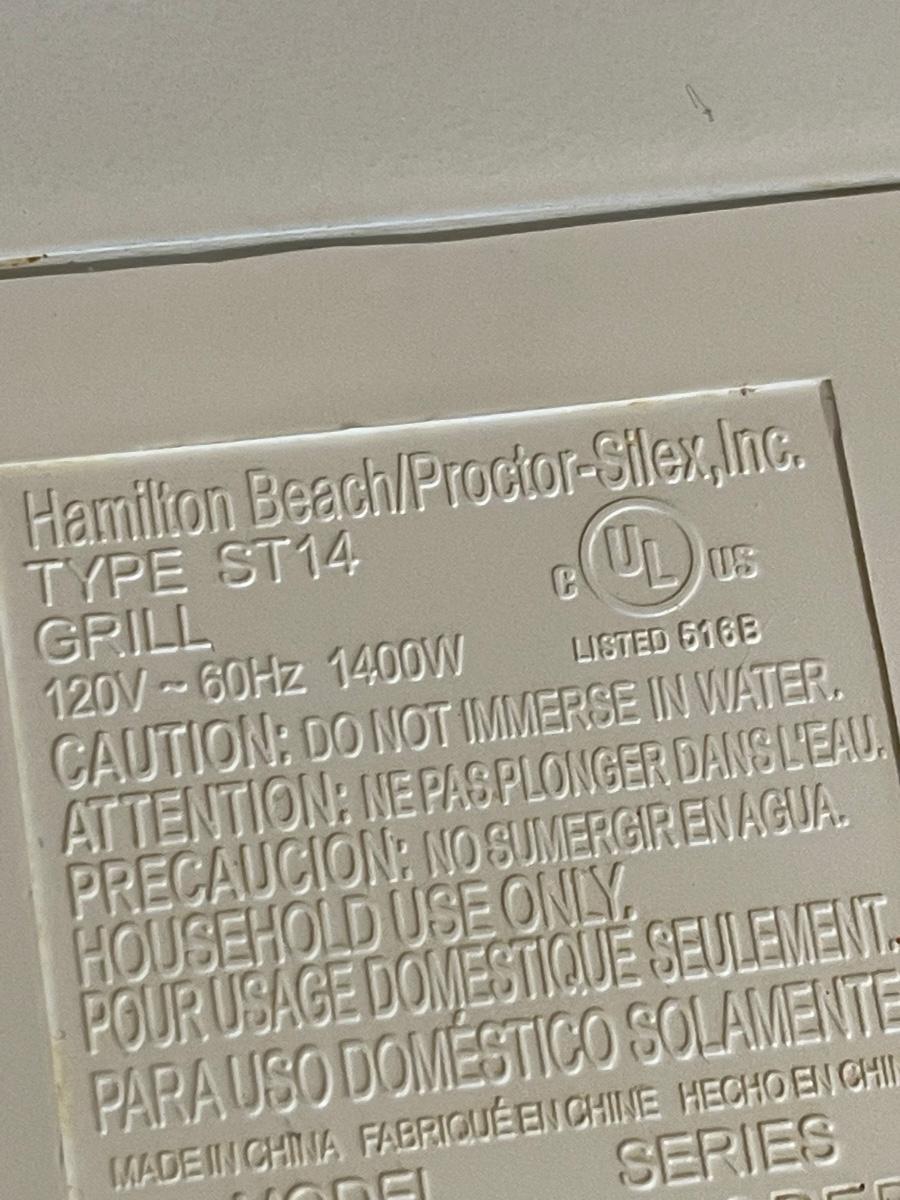 Hamilton Beach/Proctor-Silex,Inc.
TYPE ST14
C UL US
GRILL
LISTED 516B
120V ~ 60Hz 1400W
CAUTION: DO NOT IMMERSE IN WATER.
ATTENTION: NE PAS PLONGER DANS L'EAU.
PRECAUCION: NO SUMERGIR EN AGUA.
HOUSEHOLD USE ONLY.
POUR USAGE DOMESTIQUE SEULEMENT.
PARA USO DOMÉSTICO SOLAMENTE
MADE IN CHINA FABRIQUÉ EN CHINE HECHO EN CHIN
MODEL SERIES